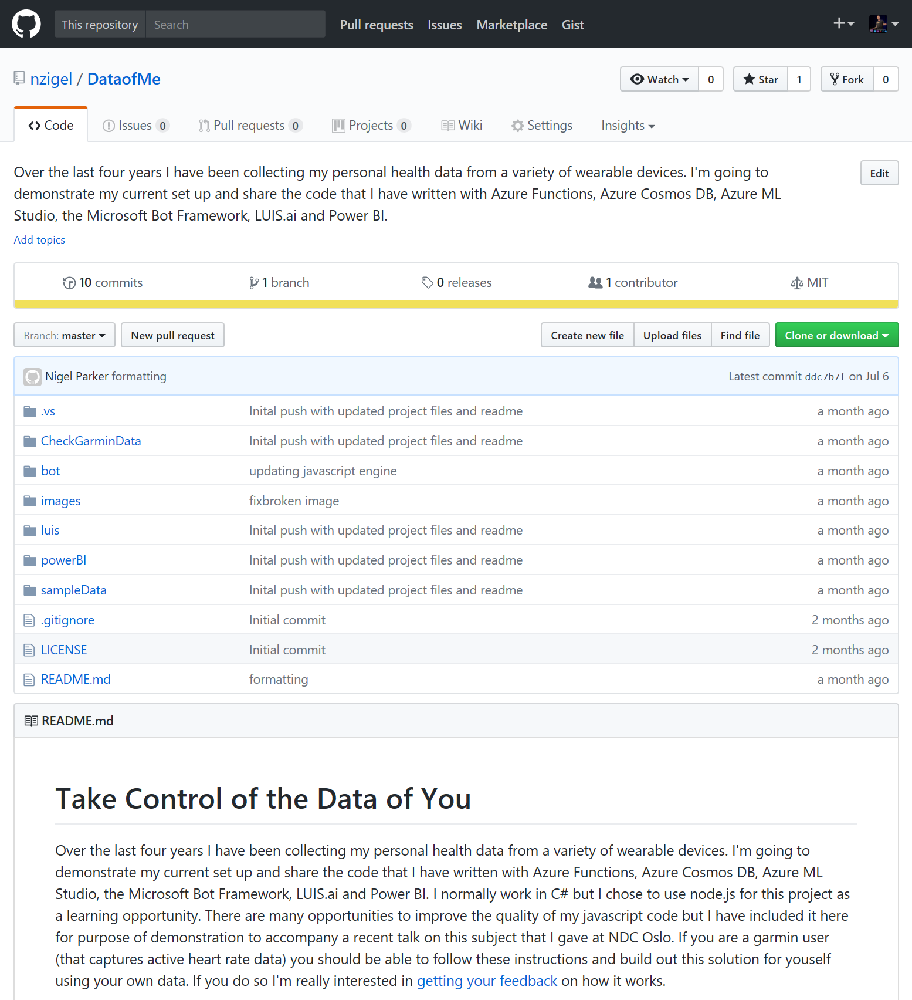 This repository Search Pull requests Issues Marketplace Gist
nzigel / DataofMe Watch 0 Star 1 Fork 0
Code Issues 0 Pull requests 0 Projects 0 Wiki Settings Insights
Over the last four years I have been collecting my personal health data from a variety of wearable devices. I'm going to Edit
demonstrate my current set up and share the code that I have written with Azure Functions, Azure Cosmos DB, Azure ML
Studio, the Microsoft Bot Framework, LUIS.ai and Power BI.
Add topics
10 commits 1 branch 0 releases 1 contributor MIT
Branch: master New pull request Create new file Upload files Find file Clone or download
Nigel Parker formatting Latest commit ddc7b7f on Jul 6
.vs Inital push with updated project files and readme a month ago
CheckGarminData Inital push with updated project files and readme a month ago
bot updating javascript engine a month ago
images fixbroken image a month ago
luis Inital push with updated project files and readme a month ago
powerBI Inital push with updated project files and readme a month ago
sampleData Inital push with updated project files and readme a month ago
.gitignore Initial commit 2 months ago
LICENSE Initial commit 2 months ago
README.md formatting a month ago
README.md
Take Control of the Data of You
Over the last four years I have been collecting my personal health data from a variety of wearable devices. I'm going to
demonstrate my current set up and share the code that I have written with Azure Functions, Azure Cosmos DB, Azure ML
Studio, the Microsoft Bot Framework, LUIS.ai and Power BI. I normally work in C# but I chose to use node.js for this project as
a learning opportunity. There are many opportunities to improve the quality of my javascript code but I have included it here
for purpose of demonstration to accompany a recent talk on this subject that I gave at NDC Oslo. If you are a garmin user
(that captures active heart rate data) you should be able to follow these instructions and build out this solution for youself
using your own data. If you do so I'm really interested in getting your feedback on how it works.